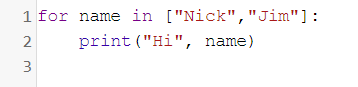 1 for name in ["Nick","Jim"]:
2     print("Hi", name)
3